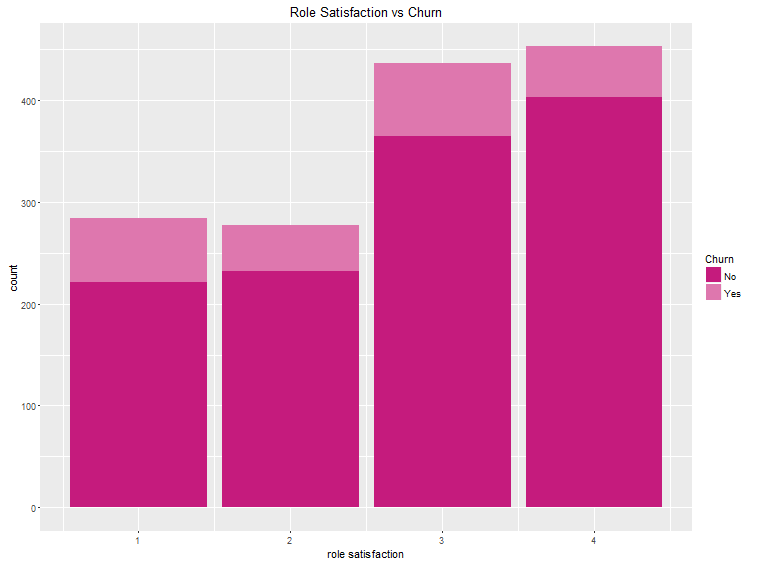 Role Satisfaction vs Churn
400
300
200
100
0
count
1 2 3 4
role satisfaction
Churn
No
Yes